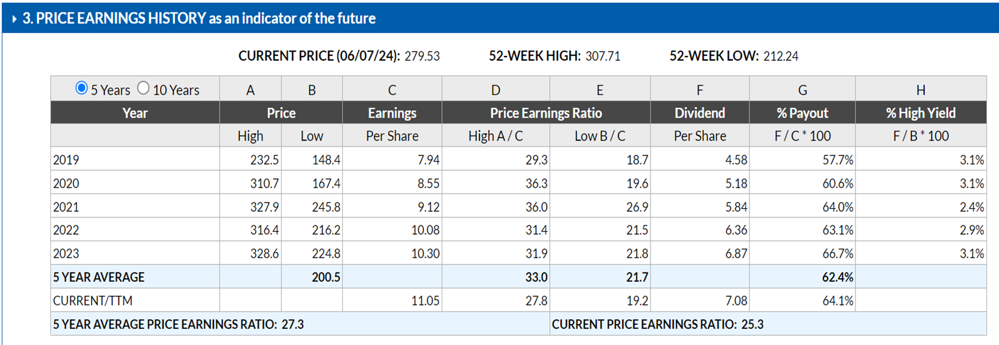 3. PRICE EARNINGS HISTORY as an indicator of the future
CURRENT PRICE (06/07/24): 279.53 52-WEEK HIGH: 307.71 52-WEEK LOW: 212.24
5 Years 10 Years A B C D E F G H
Year Price Earnings Price Earnings Ratio Dividend % Payout % High Yield
High Low Per Share High A / C Low B / C Per Share F / C * 100 F / B * 100
2019 232.5 148.4 7.94 29.3 18.7 4.58 57.7% 3.1%
2020 310.7 167.4 8.55 36.3 19.6 5.18 60.6% 3.1%
2021 327.9 245.8 9.12 36.0 26.9 5.84 64.0% 2.4%
2022 316.4 216.2 10.08 31.4 21.5 6.36 63.1% 2.9%
2023 328.6 224.8 10.30 31.9 21.8 6.87 66.7% 3.1%
5 YEAR AVERAGE 200.5 33.0 21.7 62.4%
CURRENT/TTM 11.05 27.8 19.2 7.08 64.1%
5 YEAR AVERAGE PRICE EARNINGS RATIO: 27.3 CURRENT PRICE EARNINGS RATIO: 25.3